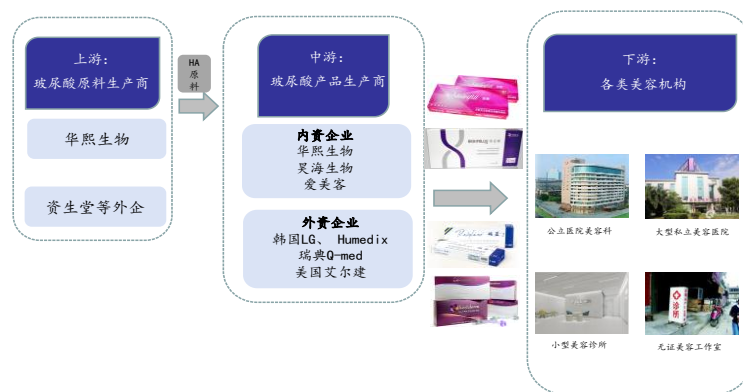 上游：
玻尿酸原料生产商
华熙生物
资生堂等外企
HA
原
料
中游：
玻尿酸产品生产商
内资企业
华熙生物
昊海生物
爱美客
外资企业
韩国LG、 Humedix
瑞典Q-med
美国艾尔建
下游：
各类美容机构
公立医院美容科
大型私立美容医院
诊所
小型美容诊所
无证美容工作室